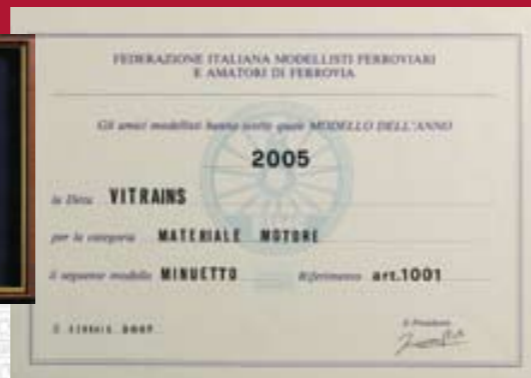 FEDERAZIONE ITALIANA MODELLISTI FERROVIARI
E AMATORI DI FERROVIA
Gli amici modellisti hanno scelto quale MODELLO DELL'ANNO
2005
la Ditta VITRAINS
per la categoria MATERIALE MOTORE
il seguente modello MINUETTO Riferimento art.1001
Il Presidente